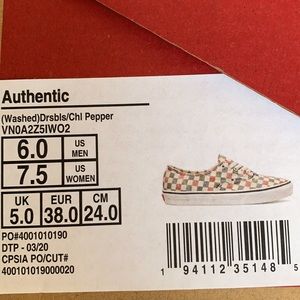 Authentic
(Washed)Drsbls/Chl Pepper
VN0A2Z5IWO2
6.0 US MEN
7.5 US WOMEN
UK EUR CM
5.0 38.0 24.0
PO#4001010190
DTP - 03/20
CPSIA PO/CUT#
400101019000020
1 94112 35148 5